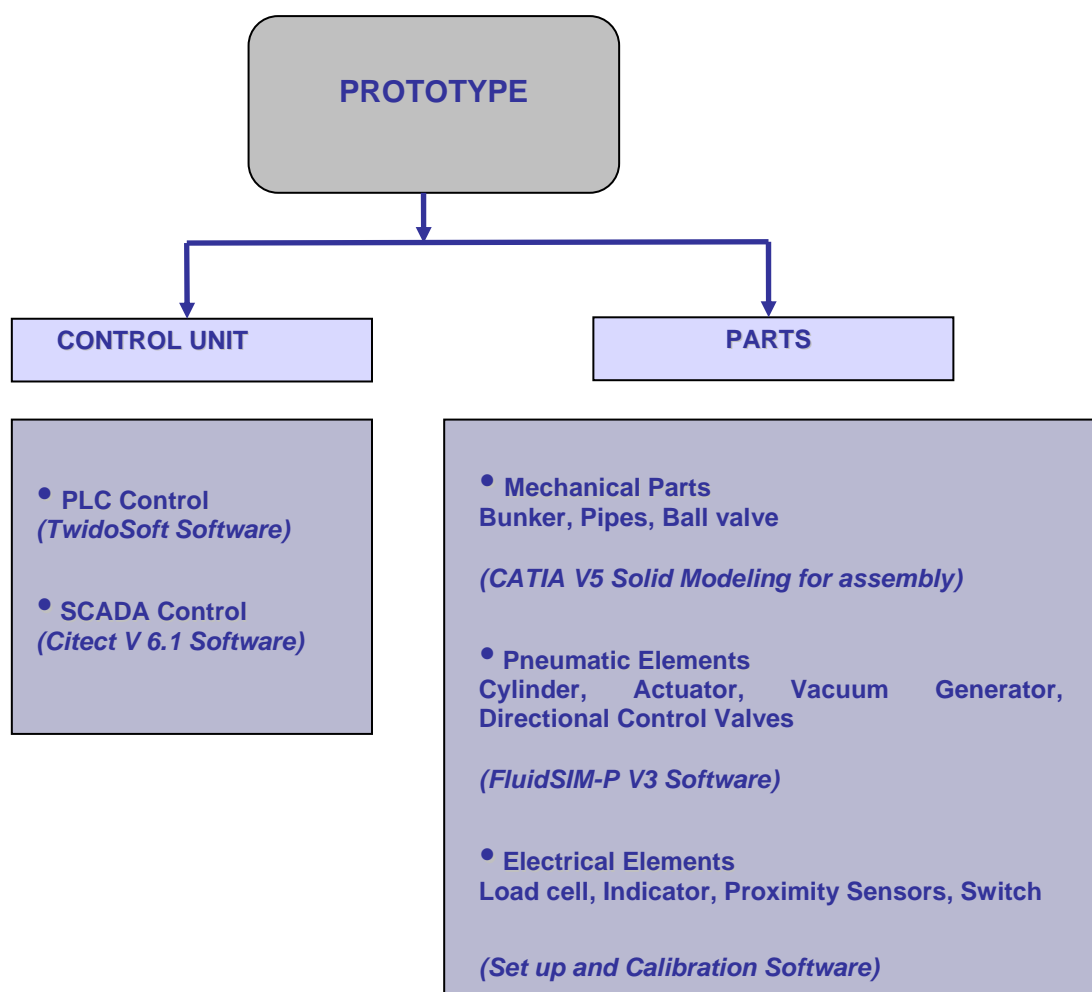 PROTOTYPE
CONTROL UNIT
• PLC Control
(TwidoSoft Software)
• SCADA Control
(Citect V 6.1 Software)
PARTS
• Mechanical Parts
Bunker, Pipes, Ball valve
(CATIA V5 Solid Modeling for assembly)
• Pneumatic Elements
Cylinder, Actuator, Vacuum Generator,
Directional Control Valves
(FluidSIM-P V3 Software)
• Electrical Elements
Load cell, Indicator, Proximity Sensors, Switch
(Set up and Calibration Software)